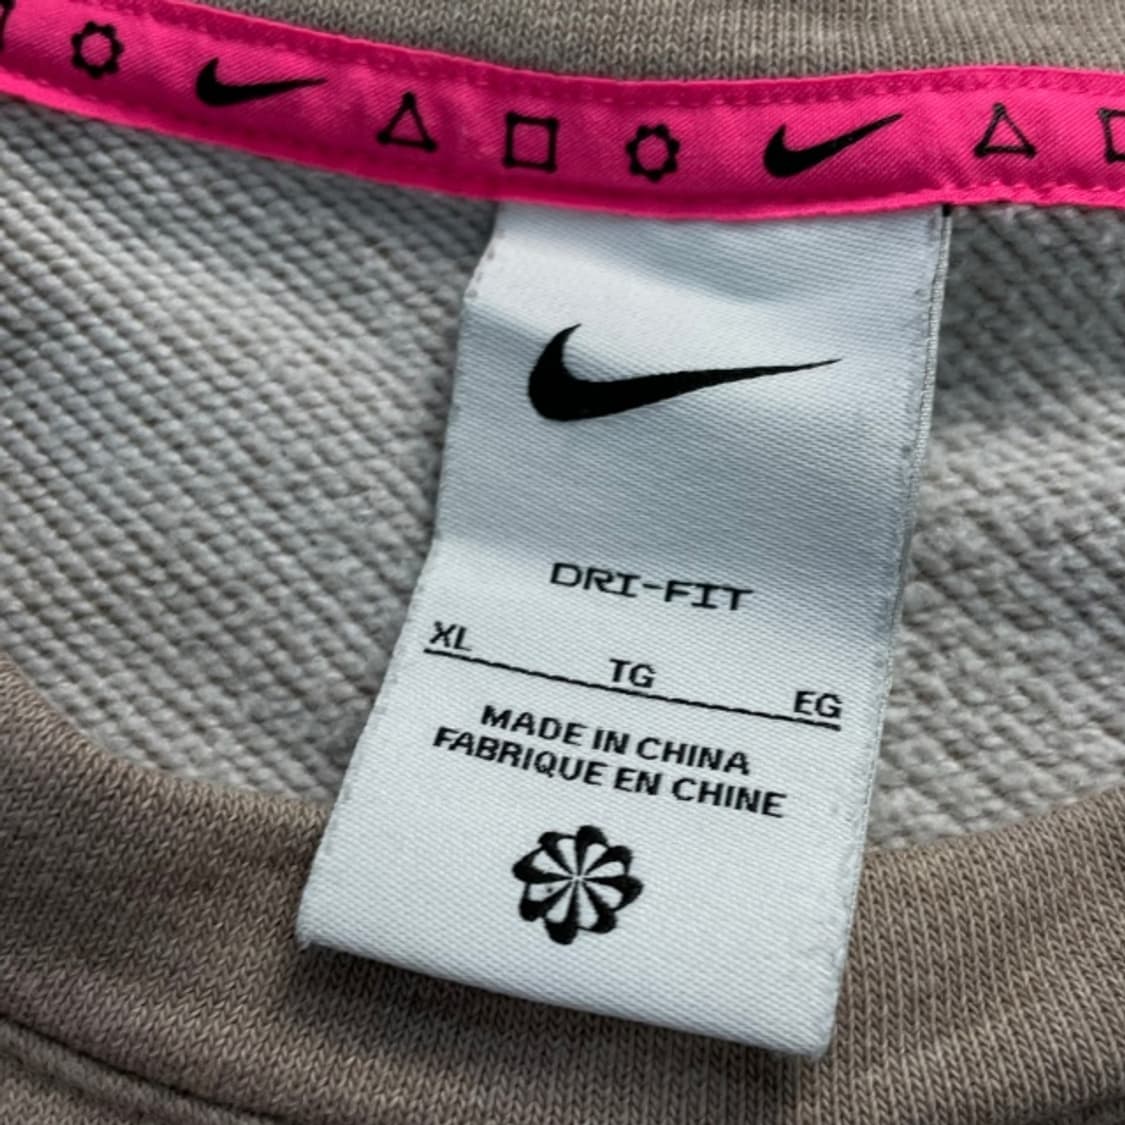 DRI-FIT
XL TG EG
MADE IN CHINA
FABRIQUE EN CHINE